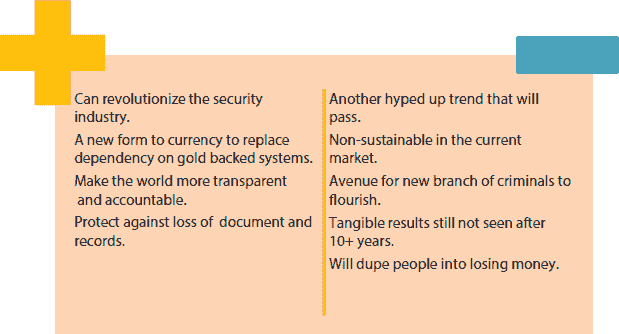 Can revolutionize the security
industry.
A new form to currency to replace
dependency on gold backed systems.
Make the world more transparent
and accountable.
Protect against loss of document and
records.
Another hyped up trend that will
pass.
Non-sustainable in the current
market.
Avenue for new branch of criminals to
flourish.
Tangible results still not seen after
10+ years.
Will dupe people into losing money.